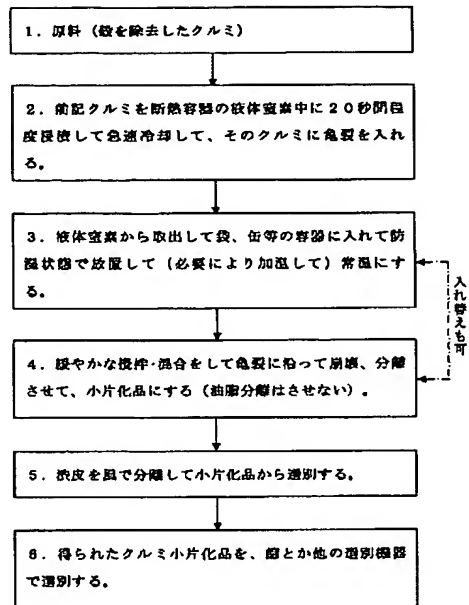 1．原料（殻を除去したクルミ）
2．前記クルミを断熱容器の液体窒素中に20秒間程
度浸漬して急速冷却して、そのクルミに亀裂を入れ
る。
3．液体窒素から取出して袋、缶等の容器に入れて防
湿状態で放置して（必要により加温して）常温にす
る。
入れ替えも可
4．緩やかな撹拌・混合をして亀裂に沿って崩壊、分離
させて、小片化品にする（油脂分離はさせない）。
5．渋皮を風で分離して小片化品から選別する。
6．得られたクルミ小片化品を、篩とか他の選別機器
で選別する。